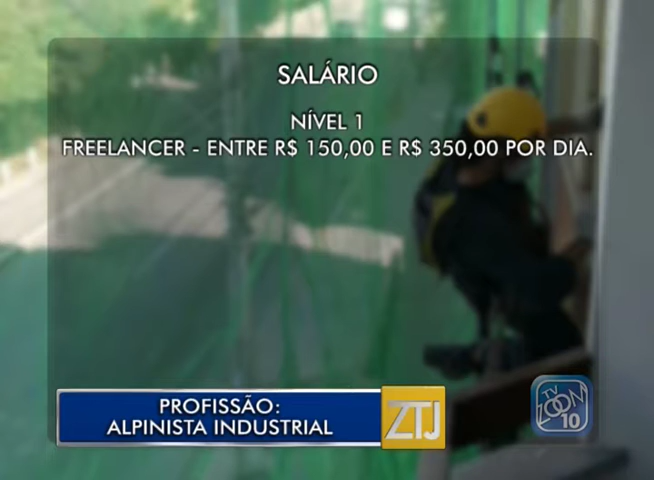 SALÁRIO
NÍVEL 1
FREELANCER - ENTRE R$ 150,00 E R$ 350,00 POR DIA.
PROFISSÃO:
ALPINISTA INDUSTRIAL
ZTJ
TV
ZOOM
10